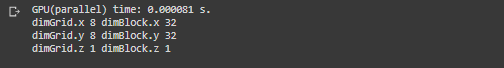 GPU(parallel) time: 0.000081 s.
dimGrid.x 8 dimBlock.x 32
dimGrid.y 8 dimBlock.y 32
dimGrid.z 1 dimBlock.z 1